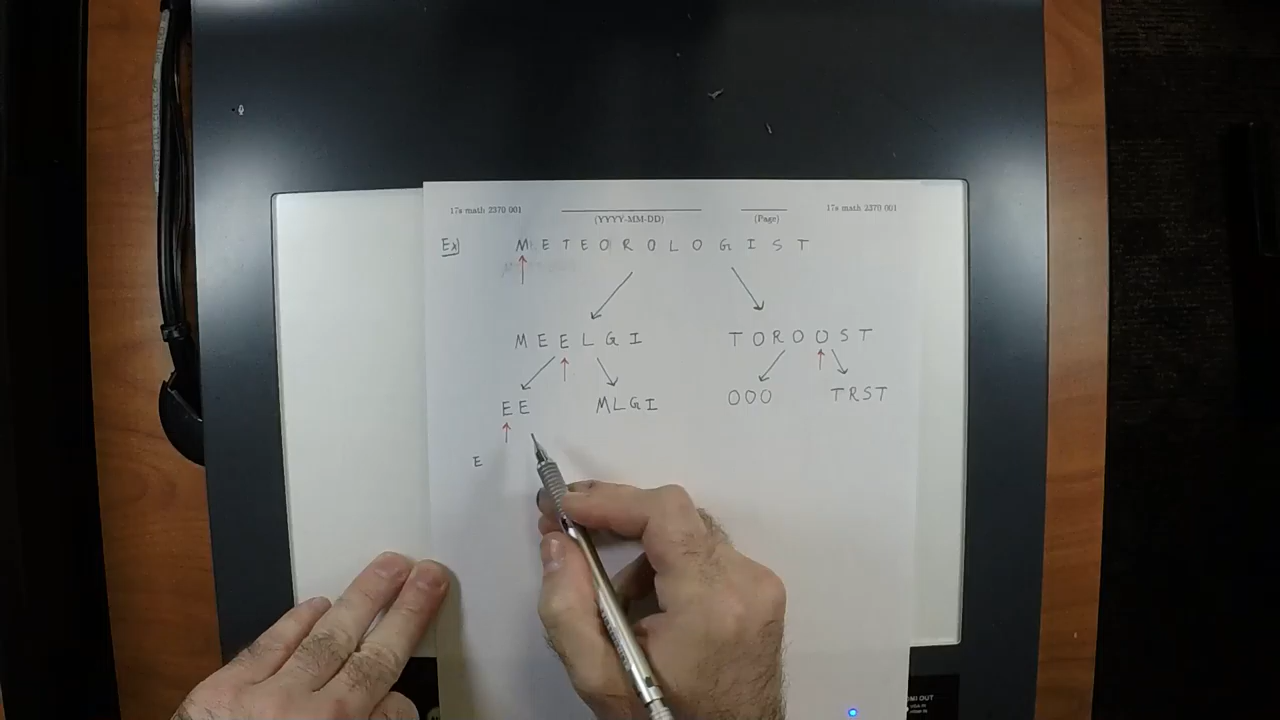 17s math 2370 001 (YYYY-MM-DD) (Page) 17s math 2370 001
Ex) M E T E O R O L O G I S T
M E E L G I T O R O O S T
E E M L G I O O O T R S T
E